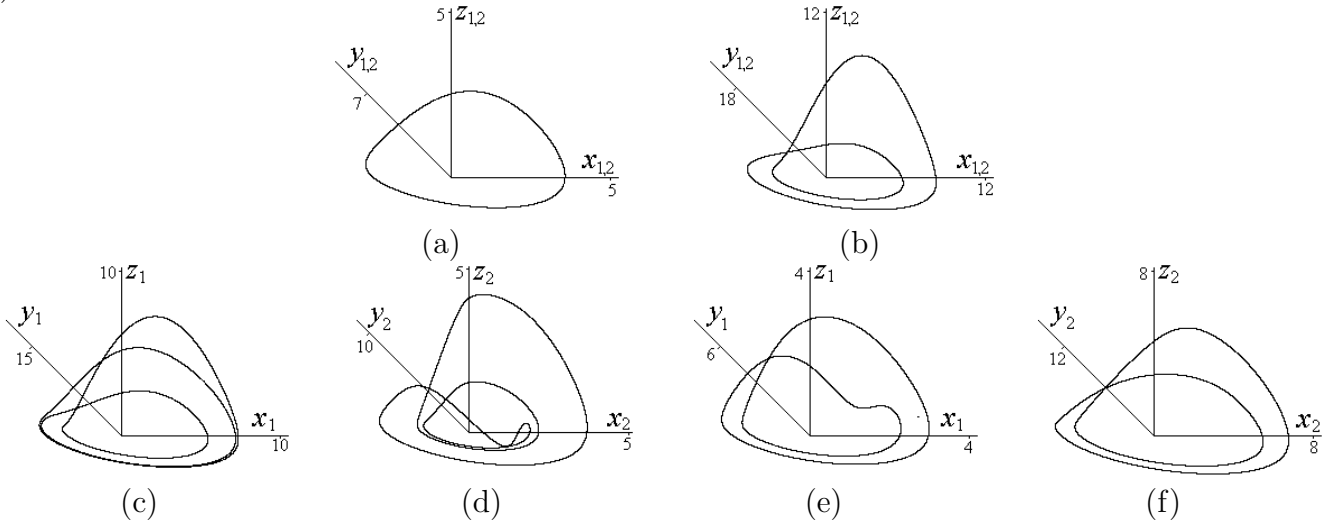 5 z1,2 12 z1,2
y1,2 y1,2
7 18
x1,2 x1,2
5 12
(a) (b)
10 z1 5 z2 4 z1 8 z2
y1 y2 y1 y2
15 10 6 12
x1 x2 x1 x2
10 5 4 8
(c) (d) (e) (f)